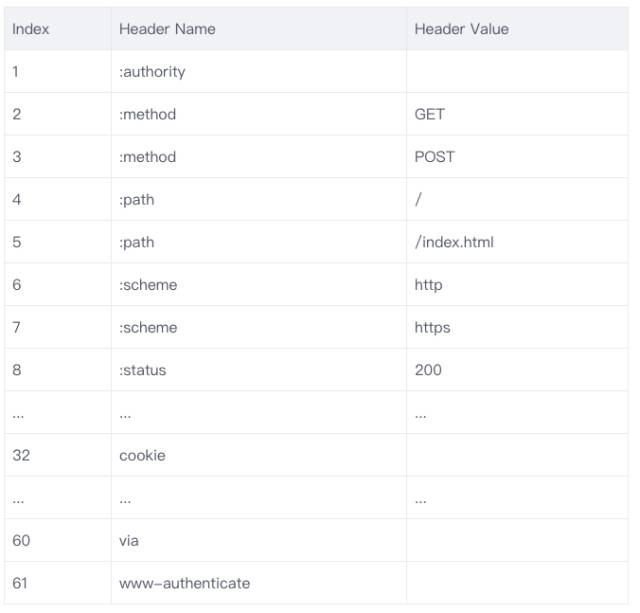 Index Header Name Header Value
1 :authority
2 :method GET
3 :method POST
4 :path /
5 :path /index.html
6 :scheme http
7 :scheme https
8 :status 200
... ... ...
32 cookie
... ... ...
60 via
61 www-authenticate